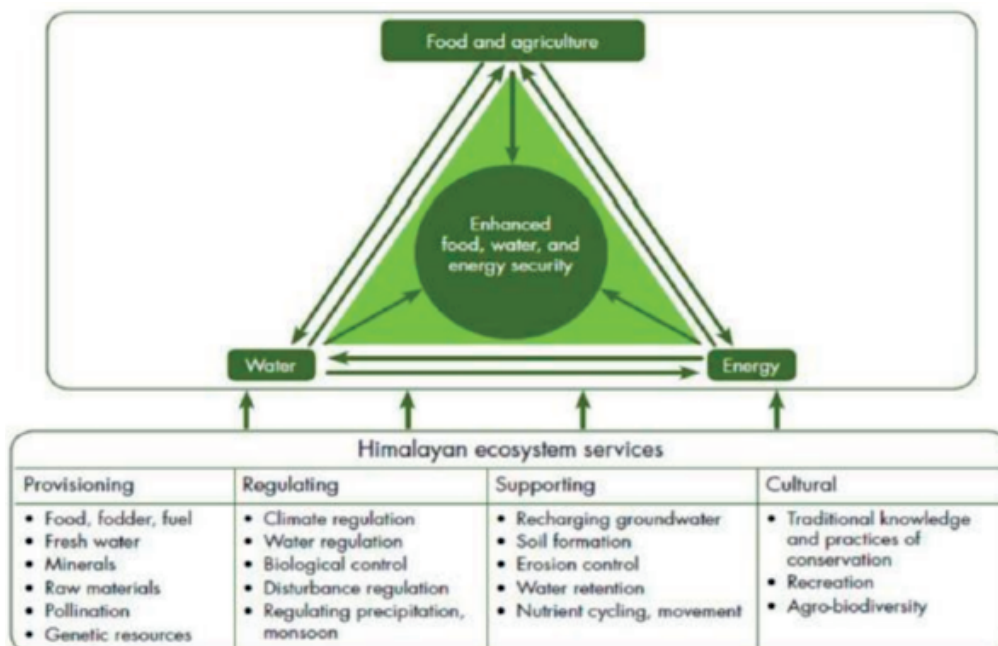 Food and agriculture
Enhanced
food, water, and
energy security
Water
Energy
Himalayan ecosystem services
Provisioning
• Food, fodder, fuel
• Fresh water
• Minerals
• Raw materials
• Pollination
• Genetic resources
Regulating
• Climate regulation
• Water regulation
• Biological control
• Disturbance regulation
• Regulating precipitation,
monsoon
Supporting
• Recharging groundwater
• Soil formation
• Erosion control
• Water retention
• Nutrient cycling, movement
Cultural
• Traditional knowledge
and practices of
conservation
• Recreation
• Agro-biodiversity